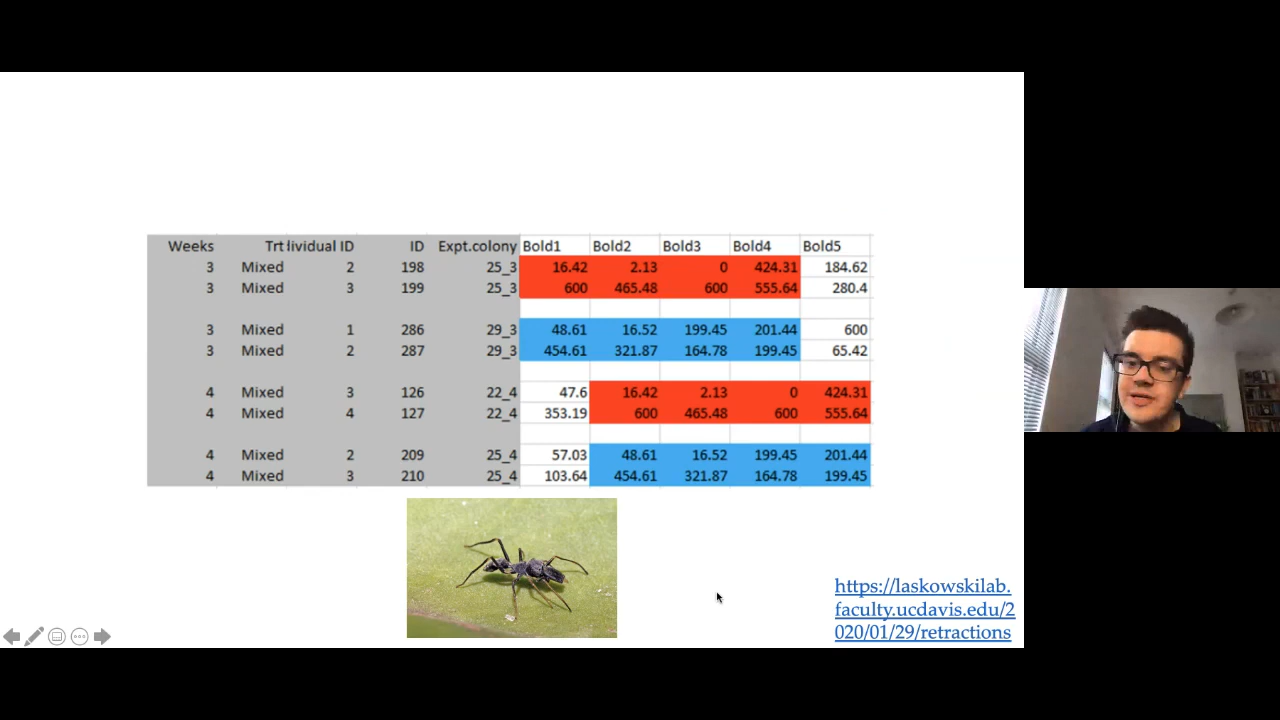 Weeks Trt lividual ID ID Expt.colony Bold1 Bold2 Bold3 Bold4 Bold5
3 Mixed 2 198 25_3 16.42 2.13 0 424.31 184.62
3 Mixed 3 199 25_3 600 465.48 600 555.64 280.4
3 Mixed 1 286 29_3 48.61 16.52 199.45 201.44 600
3 Mixed 2 287 29_3 454.61 321.87 164.78 199.45 65.42
4 Mixed 3 126 22_4 47.6 16.42 2.13 0 424.31
4 Mixed 4 127 22_4 353.19 600 465.48 600 555.64
4 Mixed 2 209 25_4 57.03 48.61 16.52 199.45 201.44
4 Mixed 3 210 25_4 103.64 454.61 321.87 164.78 199.45
https://laskowskilab.
faculty.ucdavis.edu/2
020/01/29/retractions